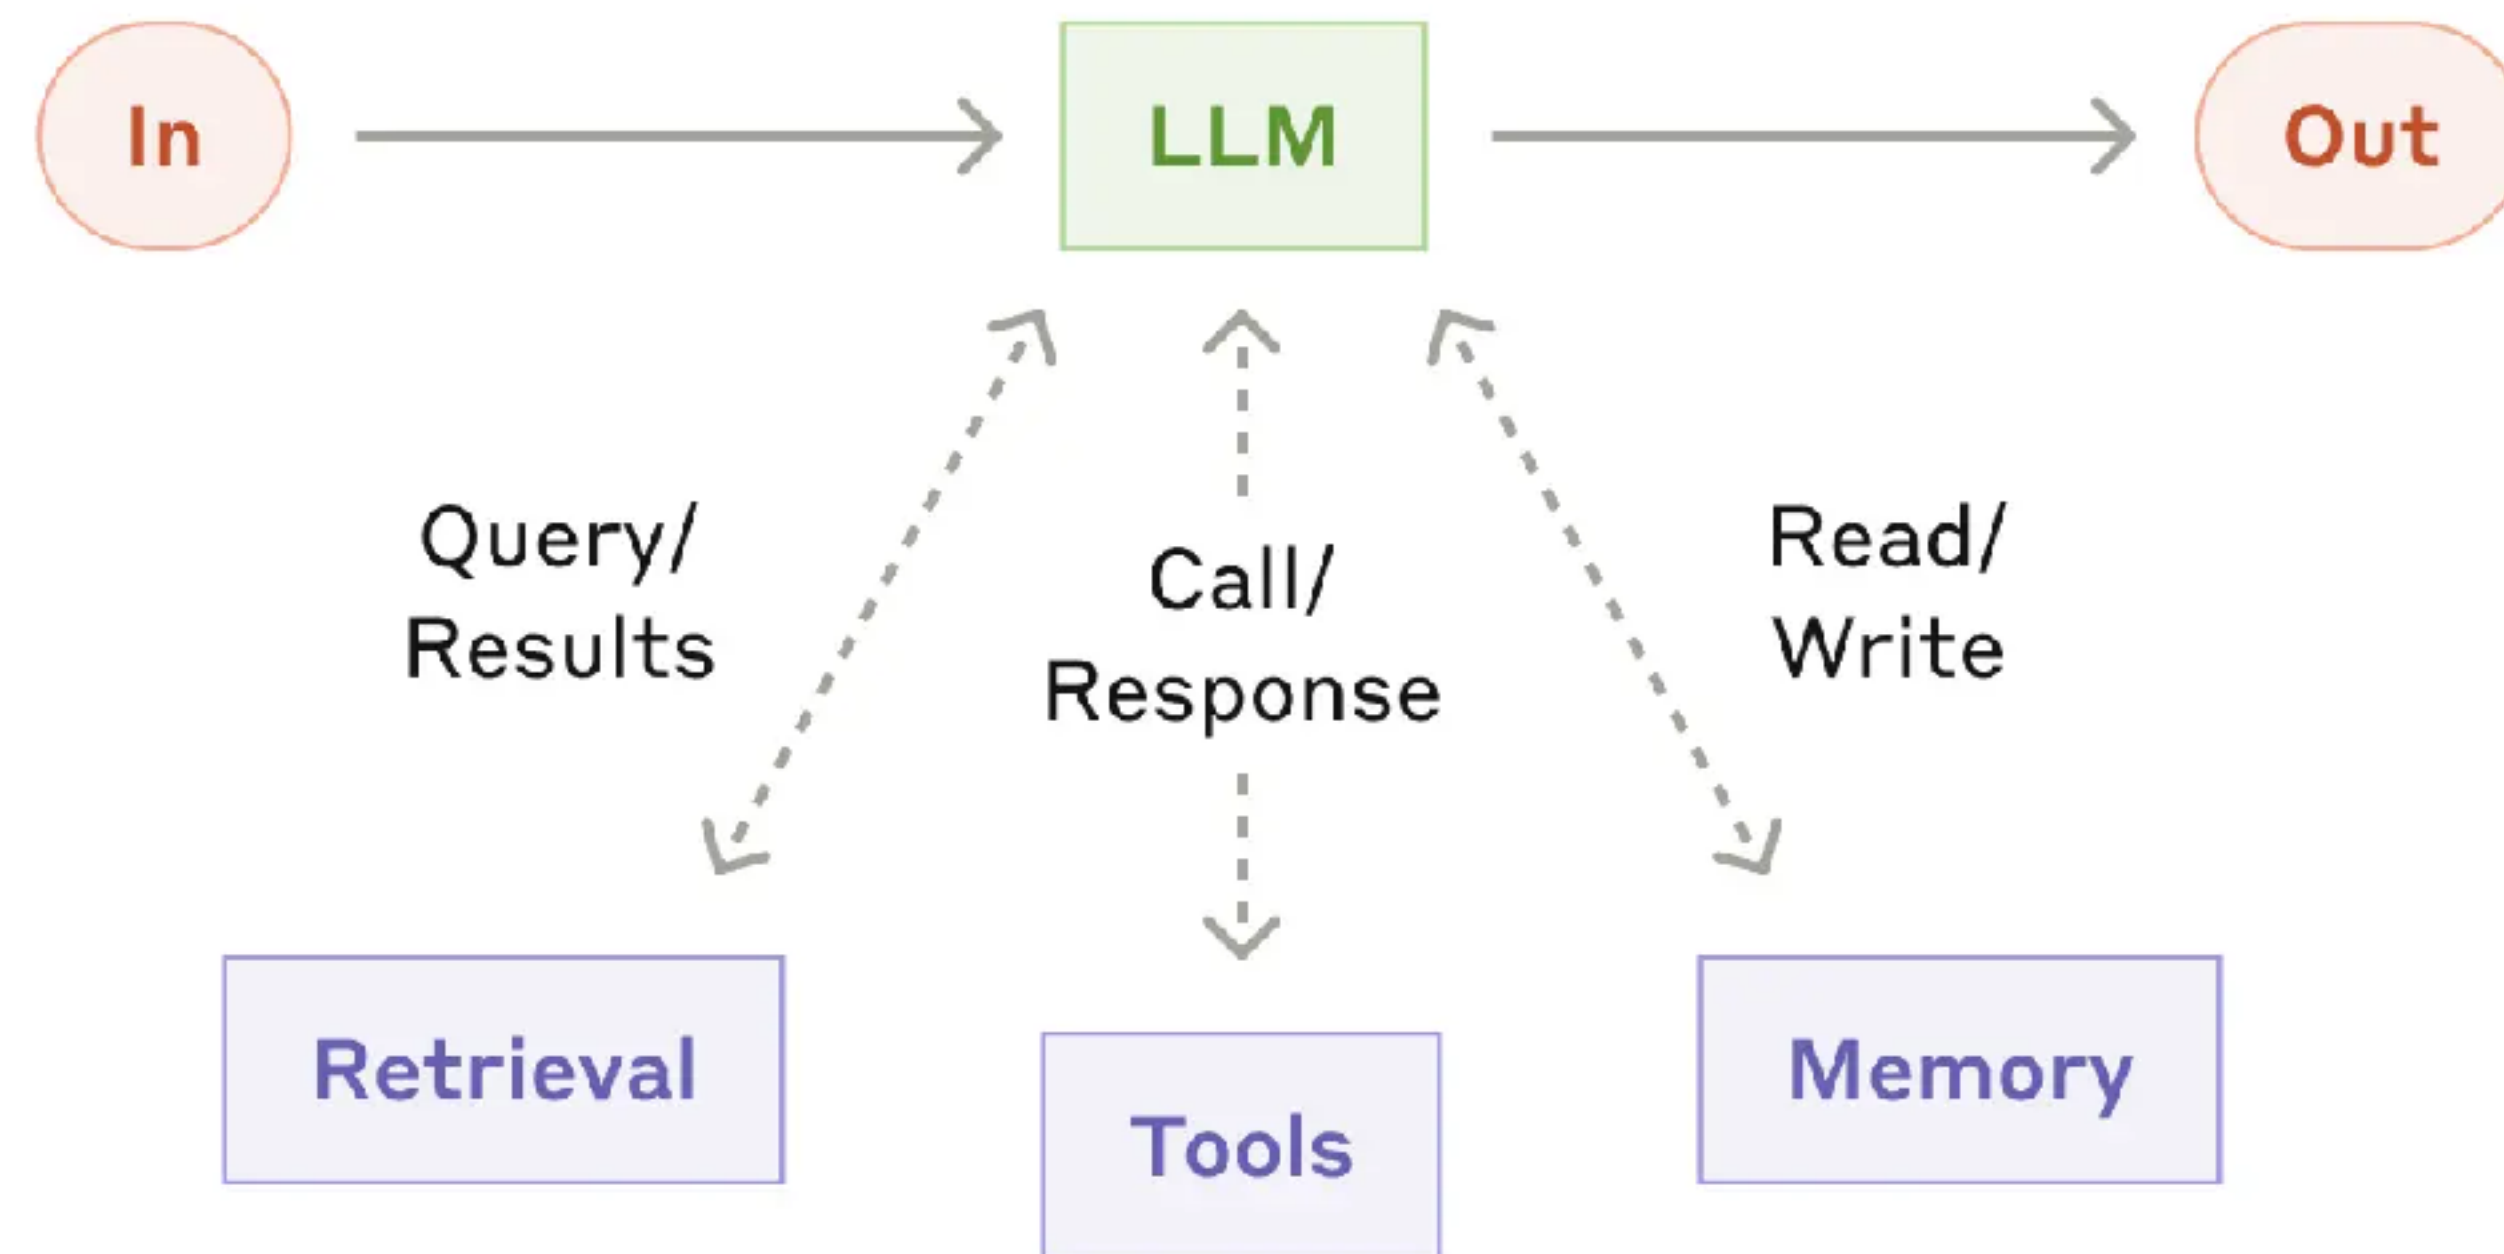 In
LLM
Out
Query/
Results
Call/
Response
Read/
Write
Retrieval
Tools
Memory